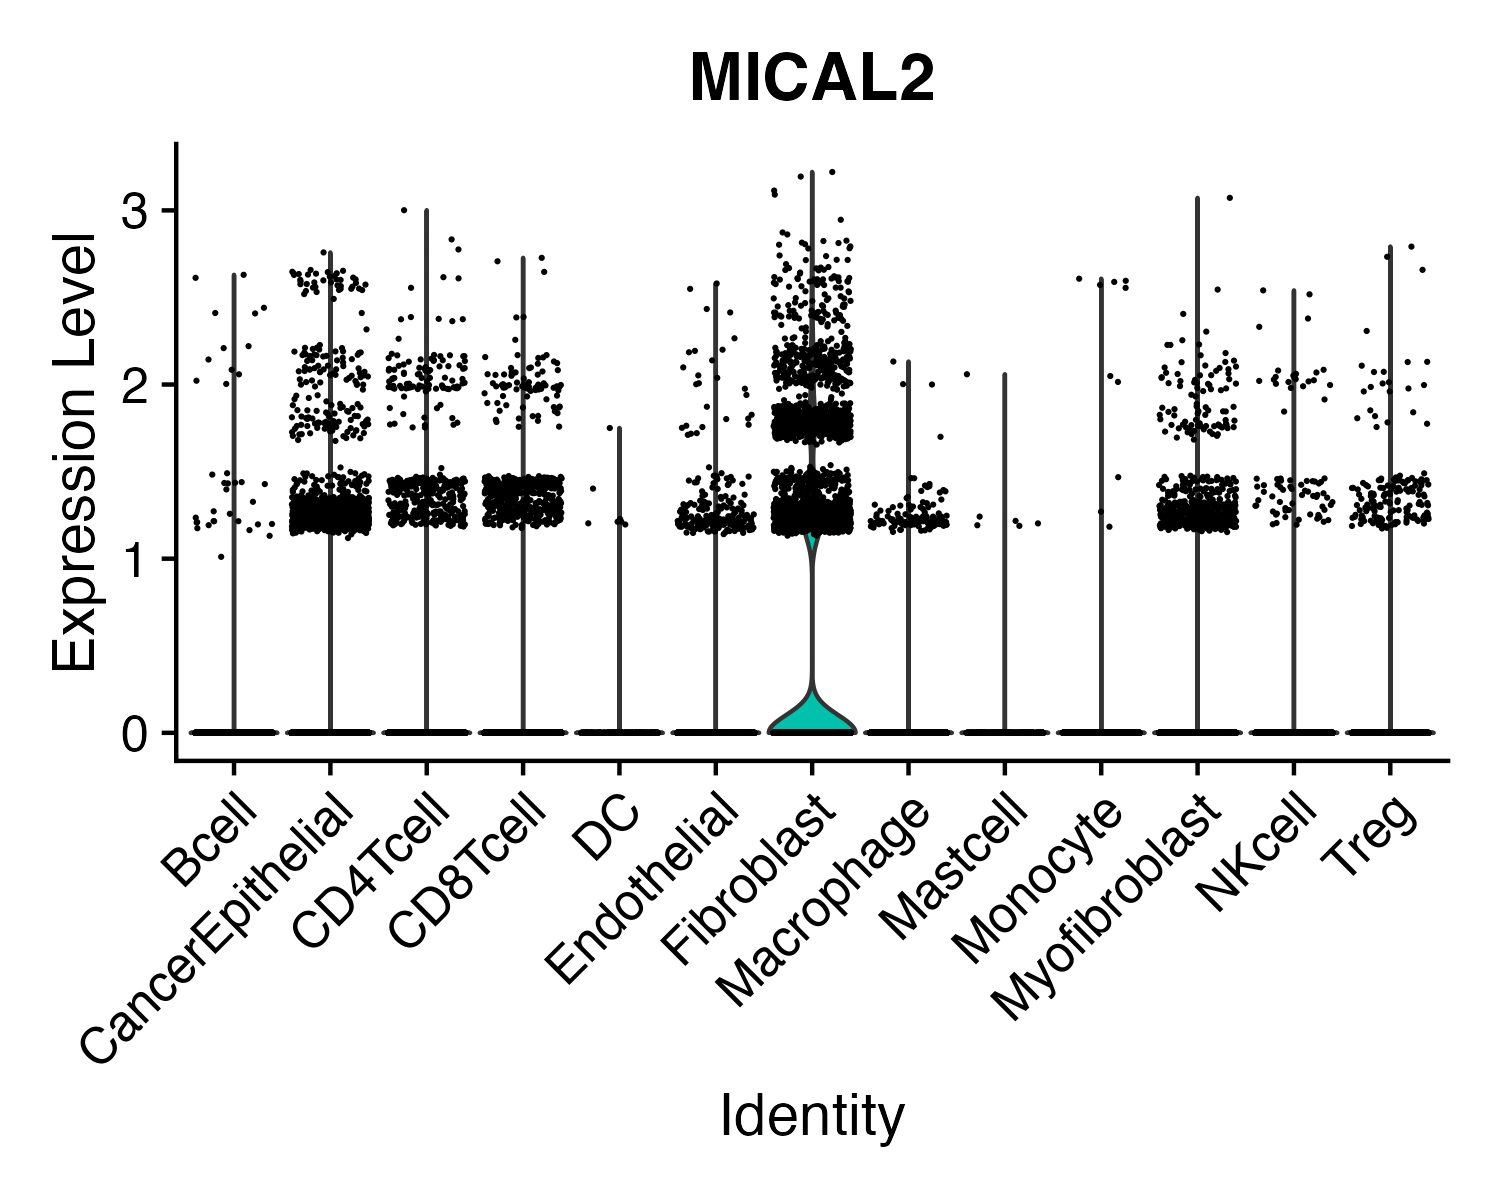 MICAL2
Expression Level
3
2
1
0
Bcell
CancerEpithelial
CD4Tcell
CD8Tcell
DC
Endothelial
Fibroblast
Macrophage
Mastcell
Monocyte
Myofibroblast
NKcell
Treg
Identity